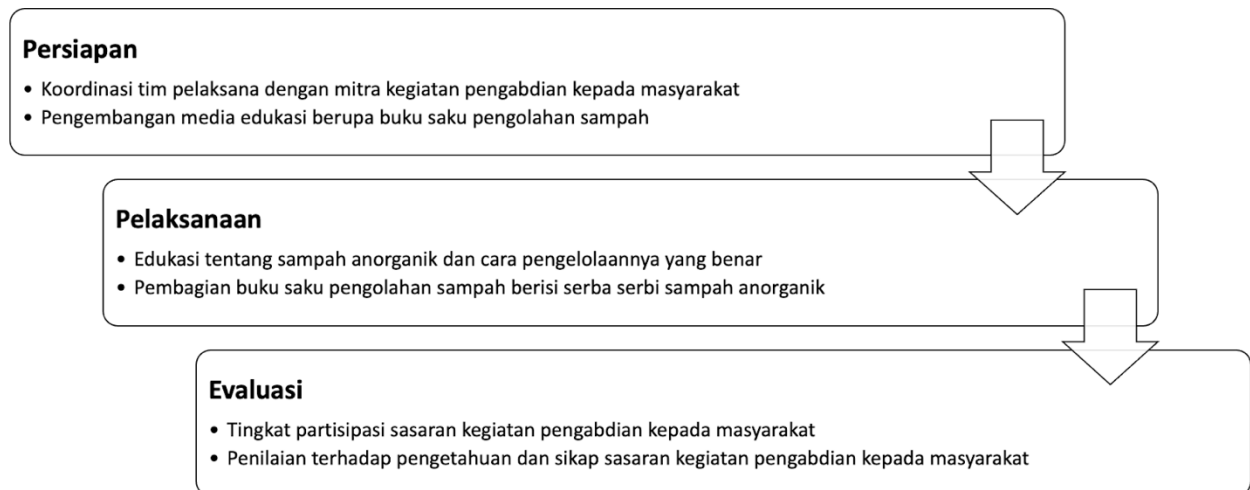 Persiapan
• Koordinasi tim pelaksana dengan mitra kegiatan pengabdian kepada masyarakat
• Pengembangan media edukasi berupa buku saku pengolahan sampah
Pelaksanaan
• Edukasi tentang sampah anorganik dan cara pengelolaannya yang benar
• Pembagian buku saku pengolahan sampah berisi serba serbi sampah anorganik
Evaluasi
• Tingkat partisipasi sasaran kegiatan pengabdian kepada masyarakat
• Penilaian terhadap pengetahuan dan sikap sasaran kegiatan pengabdian kepada masyarakat